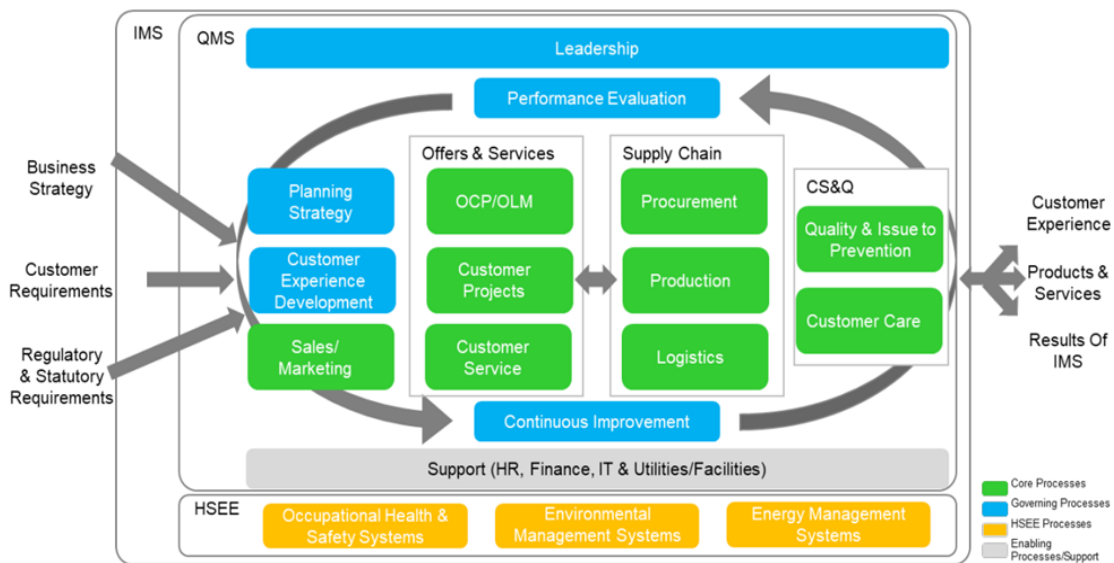 IMS
QMS
Leadership
Performance Evaluation
Business
Strategy
Customer
Requirements
Regulatory
& Statutory
Requirements
Planning
Strategy
Customer
Experience
Development
Sales/
Marketing
Offers & Services
OCP/OLM
Customer
Projects
Customer
Service
Supply Chain
Procurement
Production
Logistics
CS&Q
Quality & Issue to
Prevention
Customer Care
Customer
Experience
Products &
Services
Results Of
IMS
Continuous Improvement
Support (HR, Finance, IT & Utilities/Facilities)
HSEE
Occupational Health &
Safety Systems
Environmental
Management Systems
Energy Management
Systems
Core Processes
Governing Processes
HSEE Processes
Enabling
Processes/Support